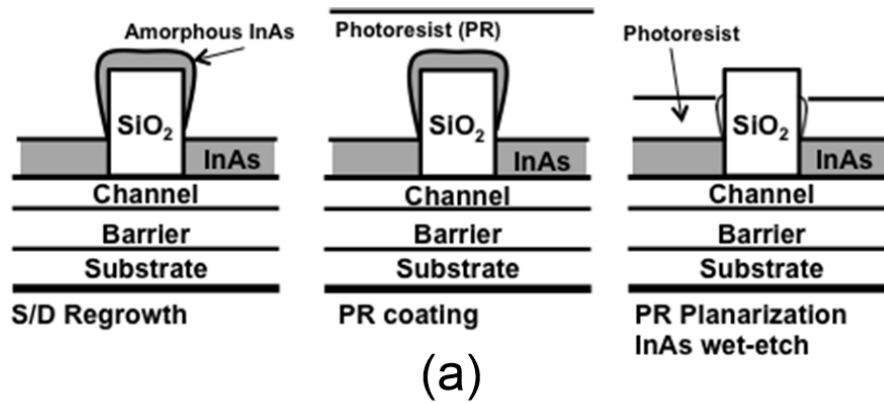 Amorphous InAs
SiO2
InAs
Channel
Barrier
Substrate
S/D Regrowth
Photoresist (PR)
SiO2
InAs
Channel
Barrier
Substrate
PR coating
Photoresist
SiO2
InAs
Channel
Barrier
Substrate
PR Planarization
InAs wet-etch
(a)